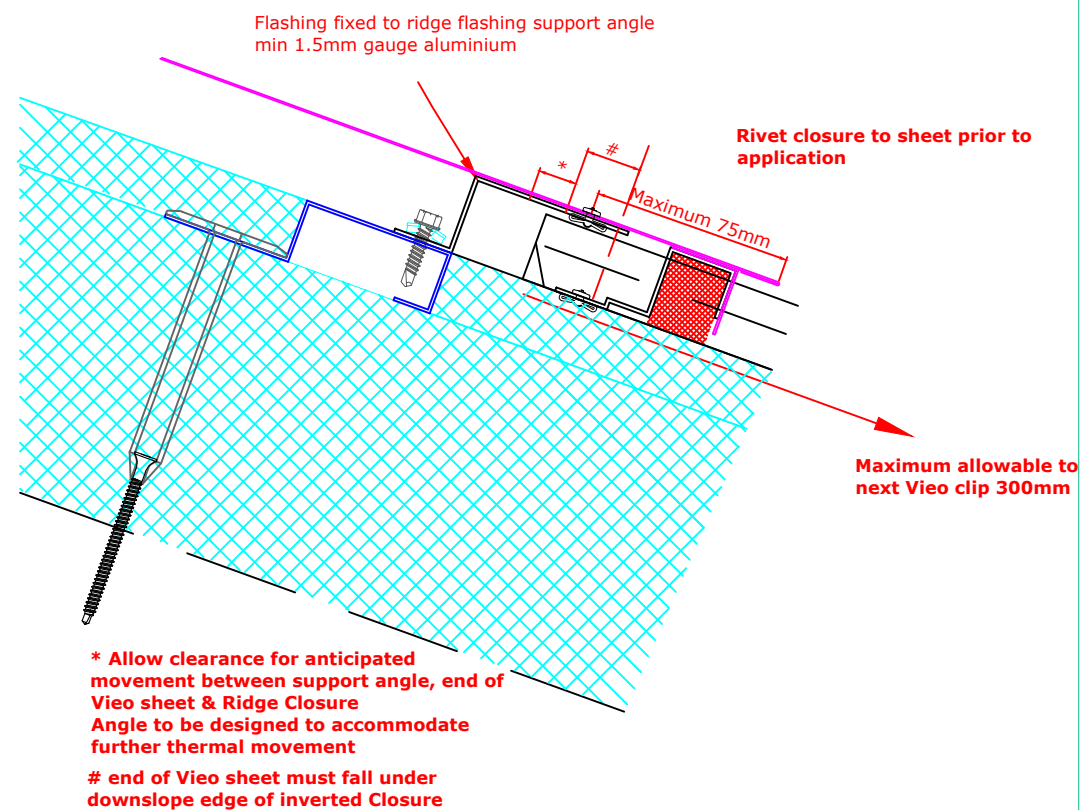 Flashing fixed to ridge flashing support angle
min 1.5mm gauge aluminium
Rivet closure to sheet prior to
application
#
*
Maximum 75mm
Maximum allowable to
next Vieo clip 300mm
* Allow clearance for anticipated
movement between support angle, end of
Vieo sheet & Ridge Closure
Angle to be designed to accommodate
further thermal movement
# end of Vieo sheet must fall under
downslope edge of inverted Closure